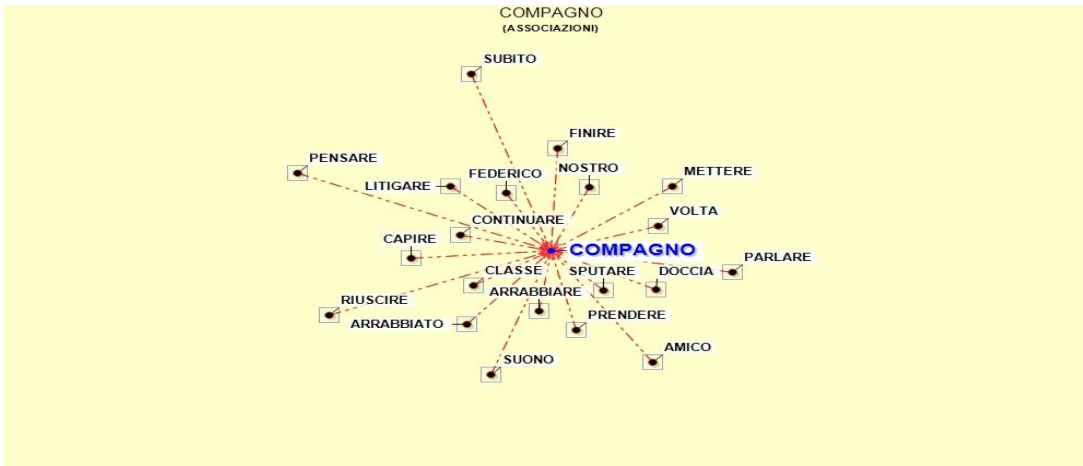 COMPAGNO
(ASSOCIAZIONI)
SUBITO
FINIRE
PENSARE
NOSTRO
METTERE
FEDERICO
LITIGARE
VOLTA
CONTINUARE
CAPIRE
COMPAGNO
PARLARE
CLASSE
SPUTARE
DOCCIA
ARRABBIARE
RIUSCIRE
PRENDERE
ARRABBIATO
AMICO
SUONO